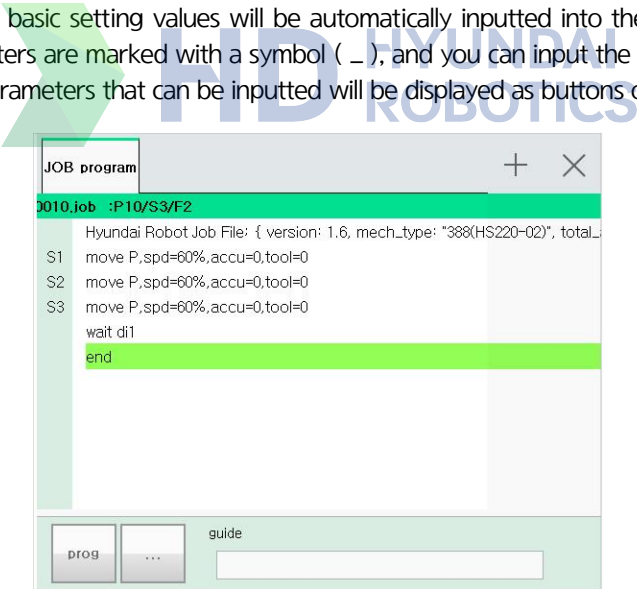 basic setting values will be automatically inputted into the
ters are marked with a symbol ( _ ), and you can input the
rameters that can be inputted will be displayed as buttons
HD HYUNDAI
ROBOTICS
JOB program
0010.job :P10/S3/F2
Hyundai Robot Job File: { version: 1.6, mech_type: "388(HS220-02)", total_
S1 move P,spd=60%,accu=0,tool=0
S2 move P,spd=60%,accu=0,tool=0
S3 move P,spd=60%,accu=0,tool=0
wait di1
end
guide
prog ...